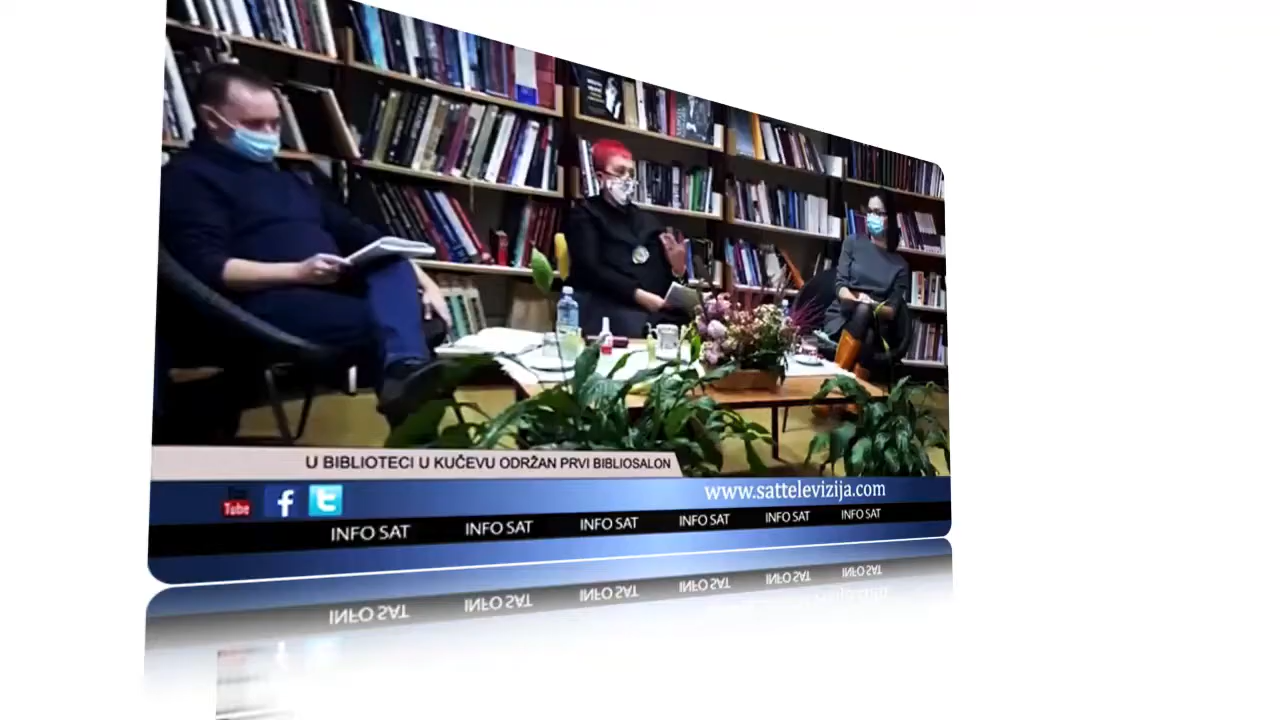 U BIBLIOTECI U KUČEVU ODRŽAN PRVI BIBLIOSALON
www.sattelevizija.com
You Tube
INFO SAT INFO SAT INFO SAT INFO SAT INFO SAT INFO SAT